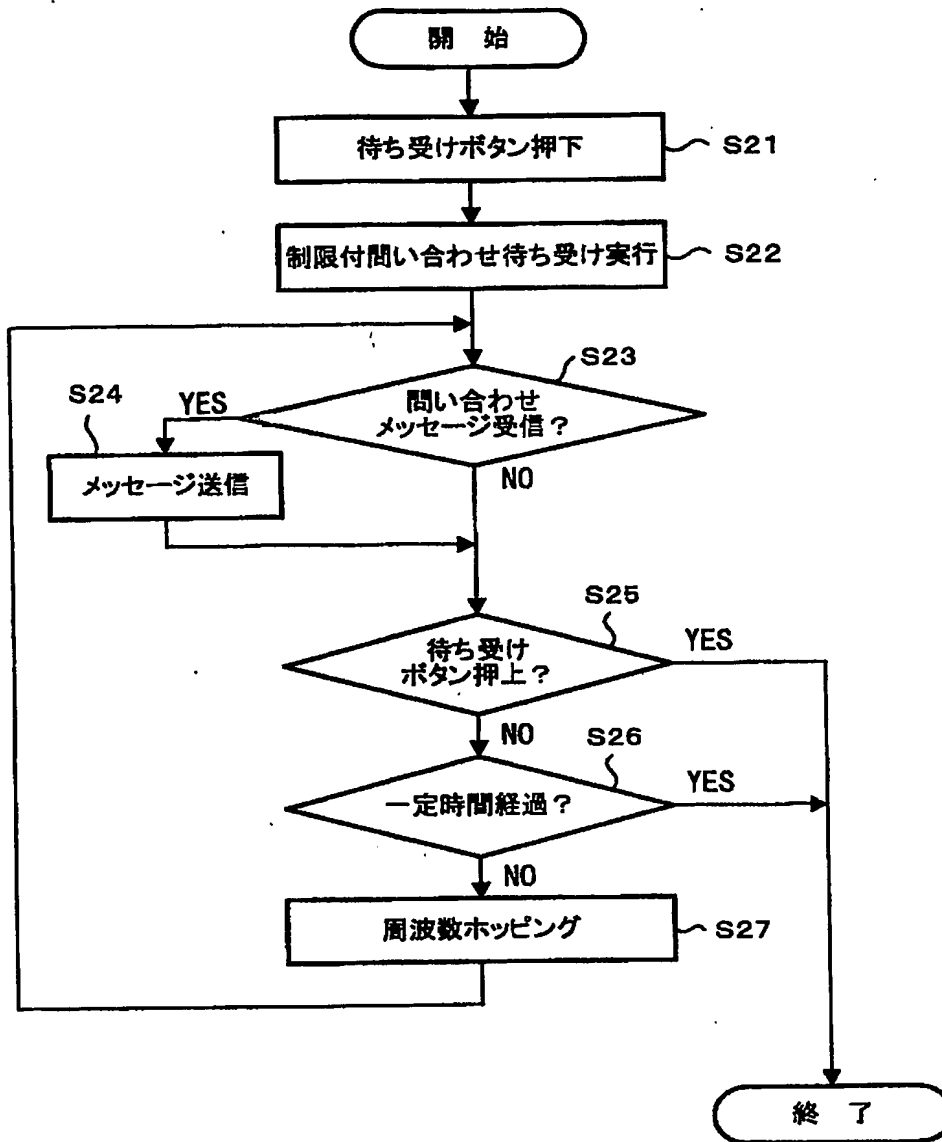 開 始
待ち受けボタン押下
S21
制限付問い合わせ待ち受け実行
S22
S23
S24
YES
問い合わせ
メッセージ受信？
メッセージ送信
NO
S25
待ち受け
ボタン押上？
YES
NO
S26
一定時間経過？
YES
NO
周波数ホッピング
S27
終 了